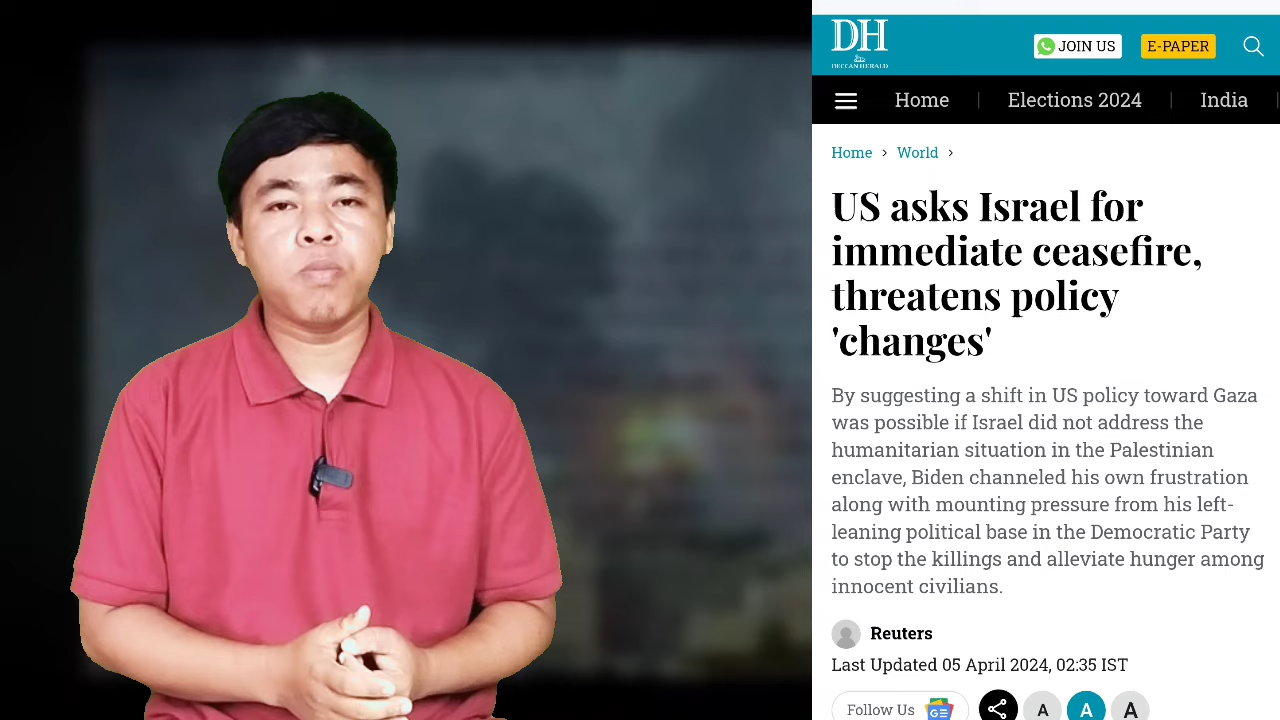 DH
DECCAN HERALD
JOIN US
E-PAPER
Home
Elections 2024
India
Home > World >
US asks Israel for
immediate ceasefire,
threatens policy
'changes'
By suggesting a shift in US policy toward Gaza
was possible if Israel did not address the
humanitarian situation in the Palestinian
enclave, Biden channeled his own frustration
along with mounting pressure from his left-
leaning political base in the Democratic Party
to stop the killings and alleviate hunger among
innocent civilians.
Reuters
Last Updated 05 April 2024, 02:35 IST
Follow Us
A
A
A